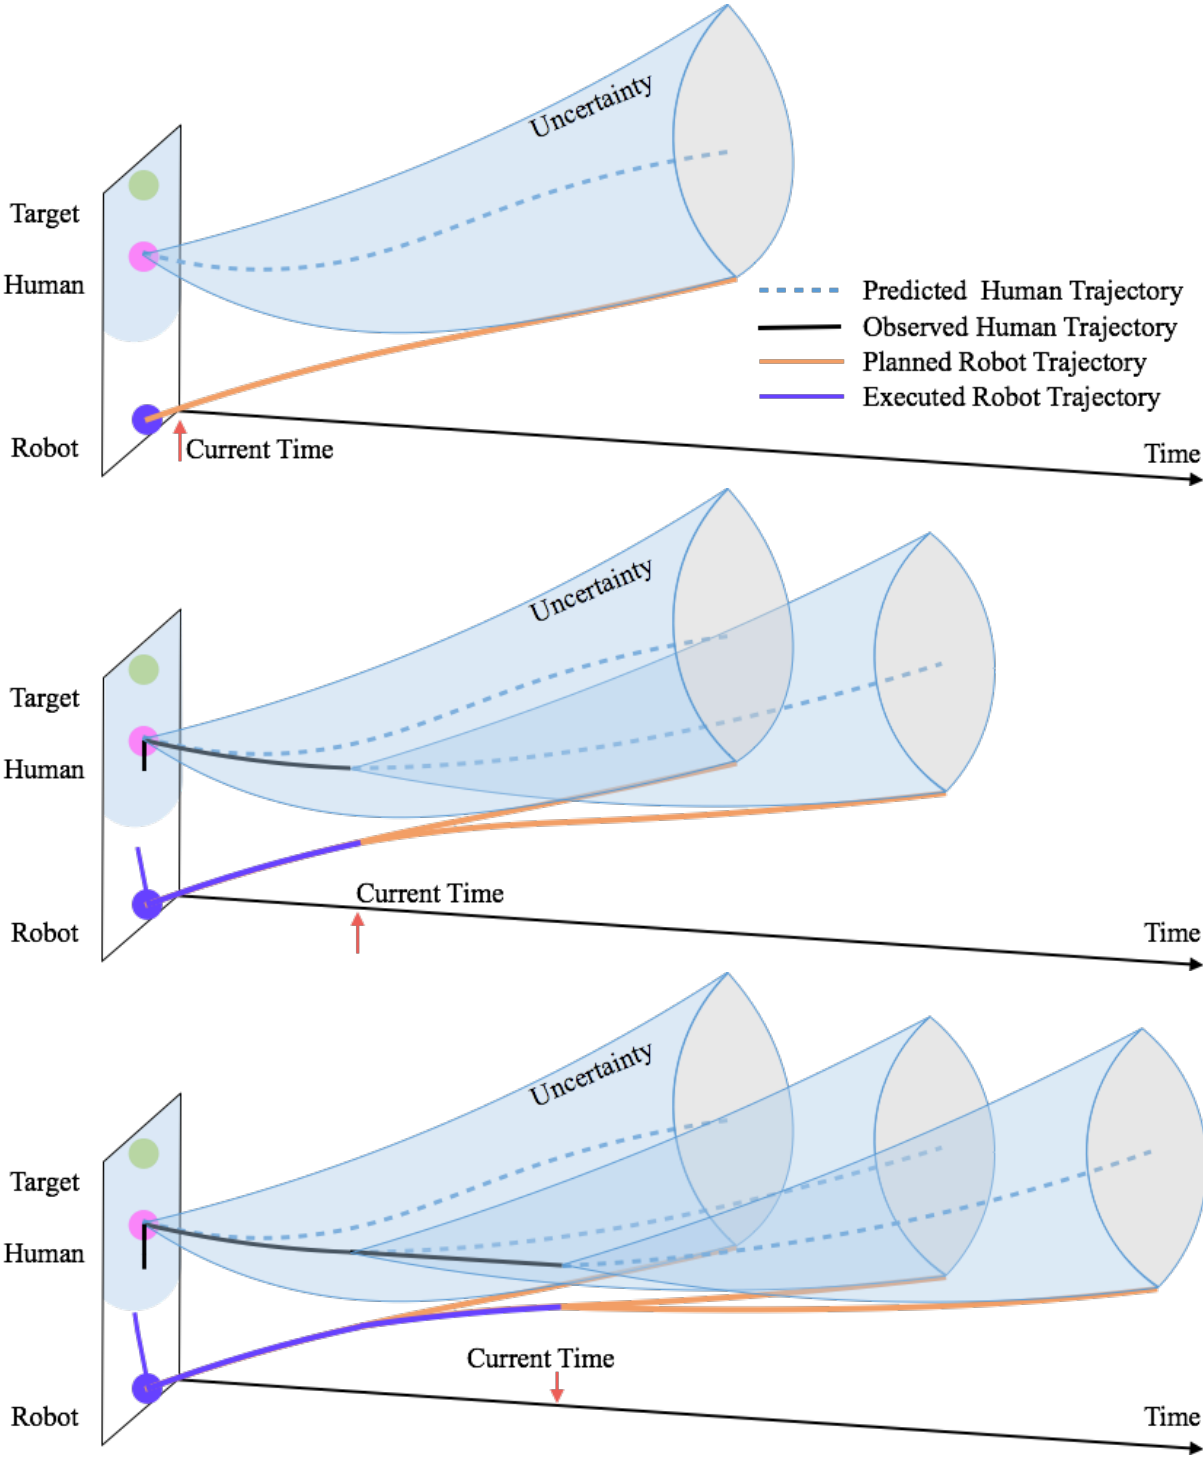 Uncertainty
Target
Human
Predicted Human Trajectory
Observed Human Trajectory
Planned Robot Trajectory
Executed Robot Trajectory
Robot
Current Time
Time
Uncertainty
Target
Human
Current Time
Robot
Time
Uncertainty
Target
Human
Current Time
Robot
Time